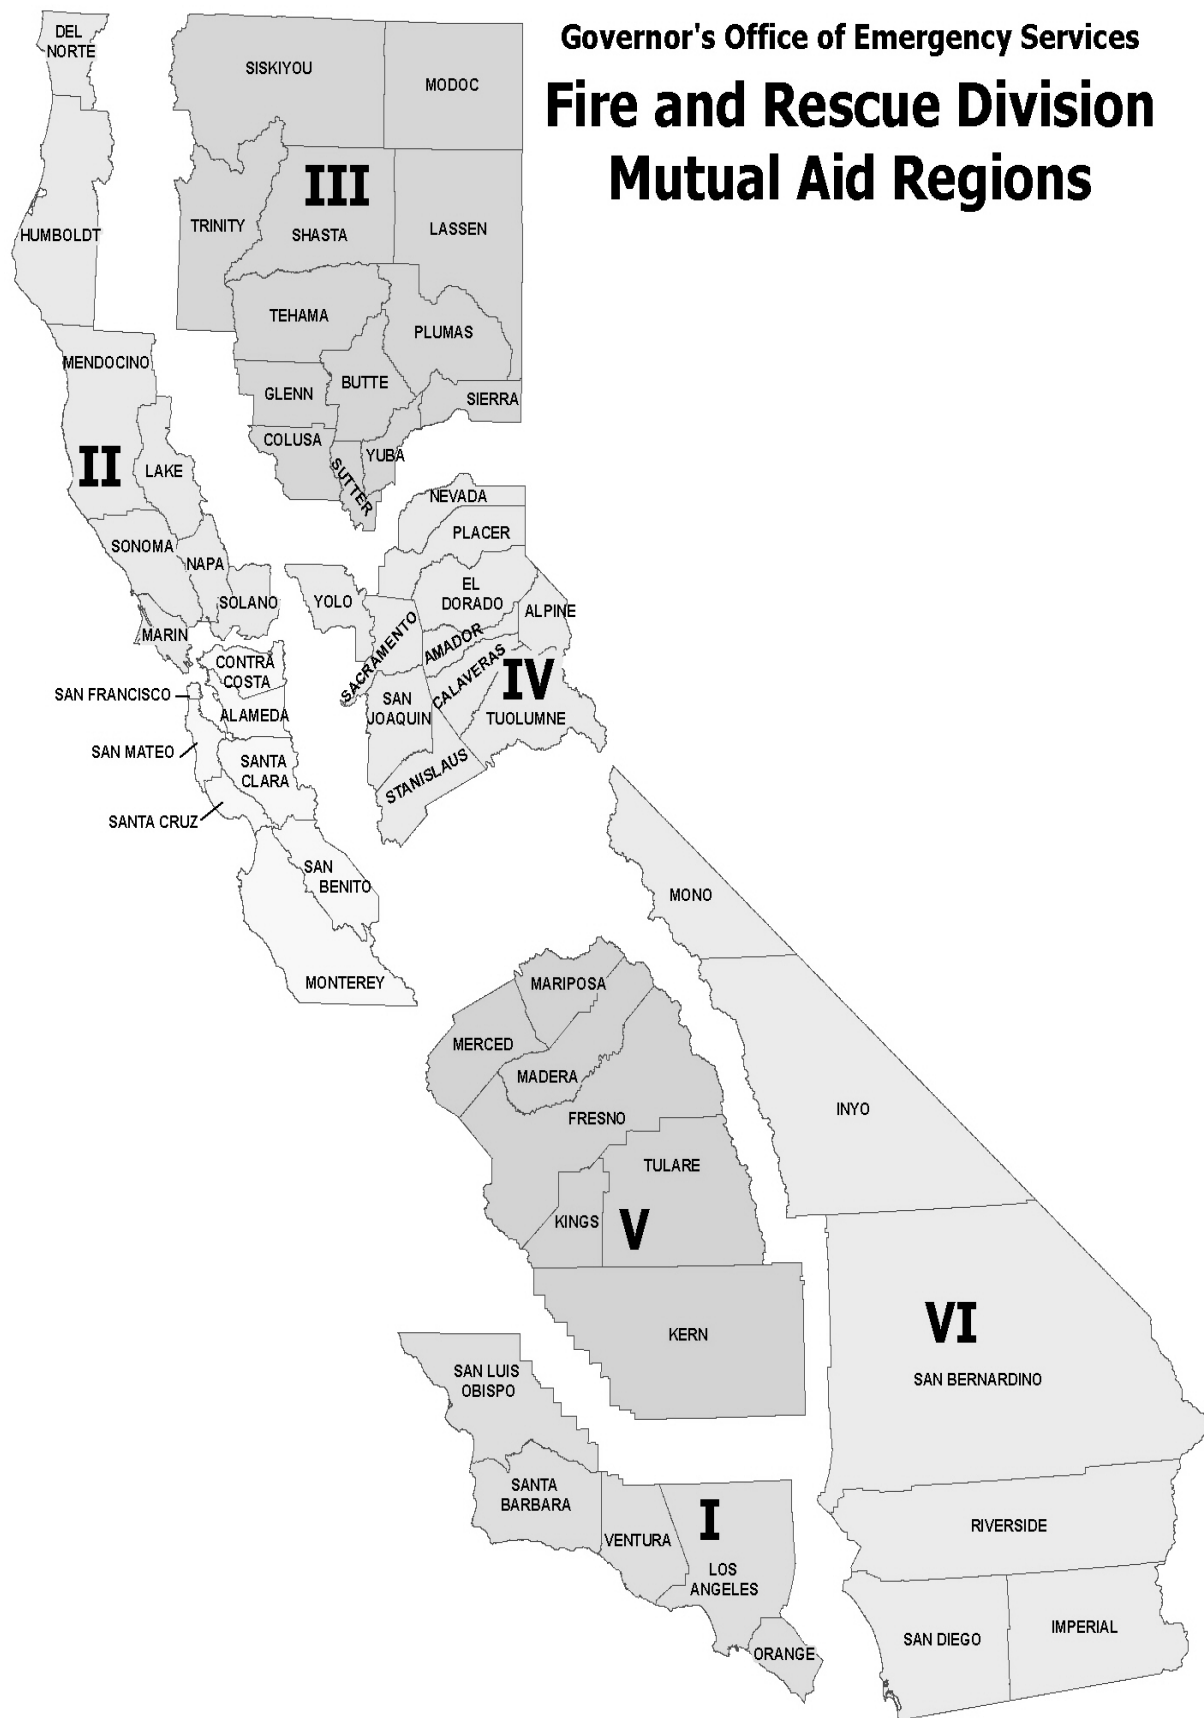 Governor's Office of Emergency Services
Fire and Rescue Division
Mutual Aid Regions
DEL
NORTE
SISKIYOU
MODOC
HUMBOLDT
TRINITY
III
SHASTA
LASSEN
TEHAMA
PLUMAS
MENDOCINO
GLENN
BUTTE
SIERRA
COLUSA
YUBA
SUTTER
II
LAKE
NEVADA
PLACER
SONOMA
NAPA
SOLANO
YOLO
EL
DORADO
ALPINE
MARIN
SACRAMENTO
AMADOR
CALAVERAS
IV
CONTRA
COSTA
SAN FRANCISCO
ALAMEDA
SAN
JOAQUIN
TUOLUMNE
SAN MATEO
SANTA
CLARA
STANISLAUS
SANTA CRUZ
SAN
BENITO
MONO
MONTEREY
MARIPOSA
MERCED
MADERA
FRESNO
INYO
TULARE
KINGS
V
KERN
VI
SAN BERNARDINO
SAN LUIS
OBISPO
SANTA
BARBARA
VENTURA
I
LOS
ANGELES
ORANGE
RIVERSIDE
SAN DIEGO
IMPERIAL